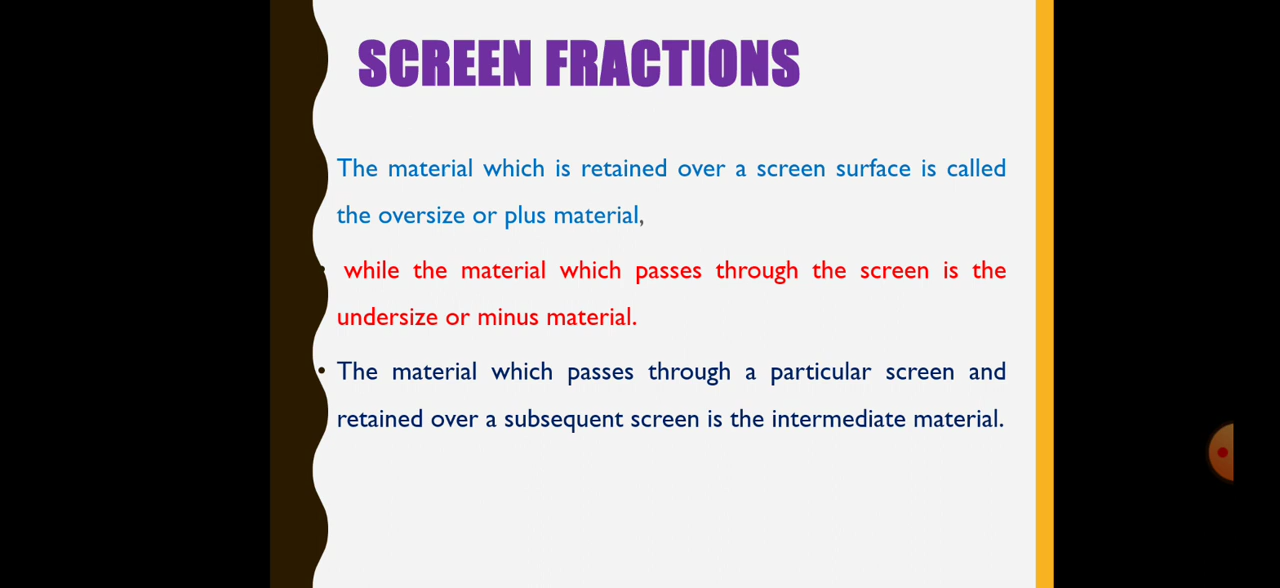 SCREEN FRACTIONS
The material which is retained over a screen surface is called
the oversize or plus material,
• while the material which passes through the screen is the
undersize or minus material.
• The material which passes through a particular screen and
retained over a subsequent screen is the intermediate material.